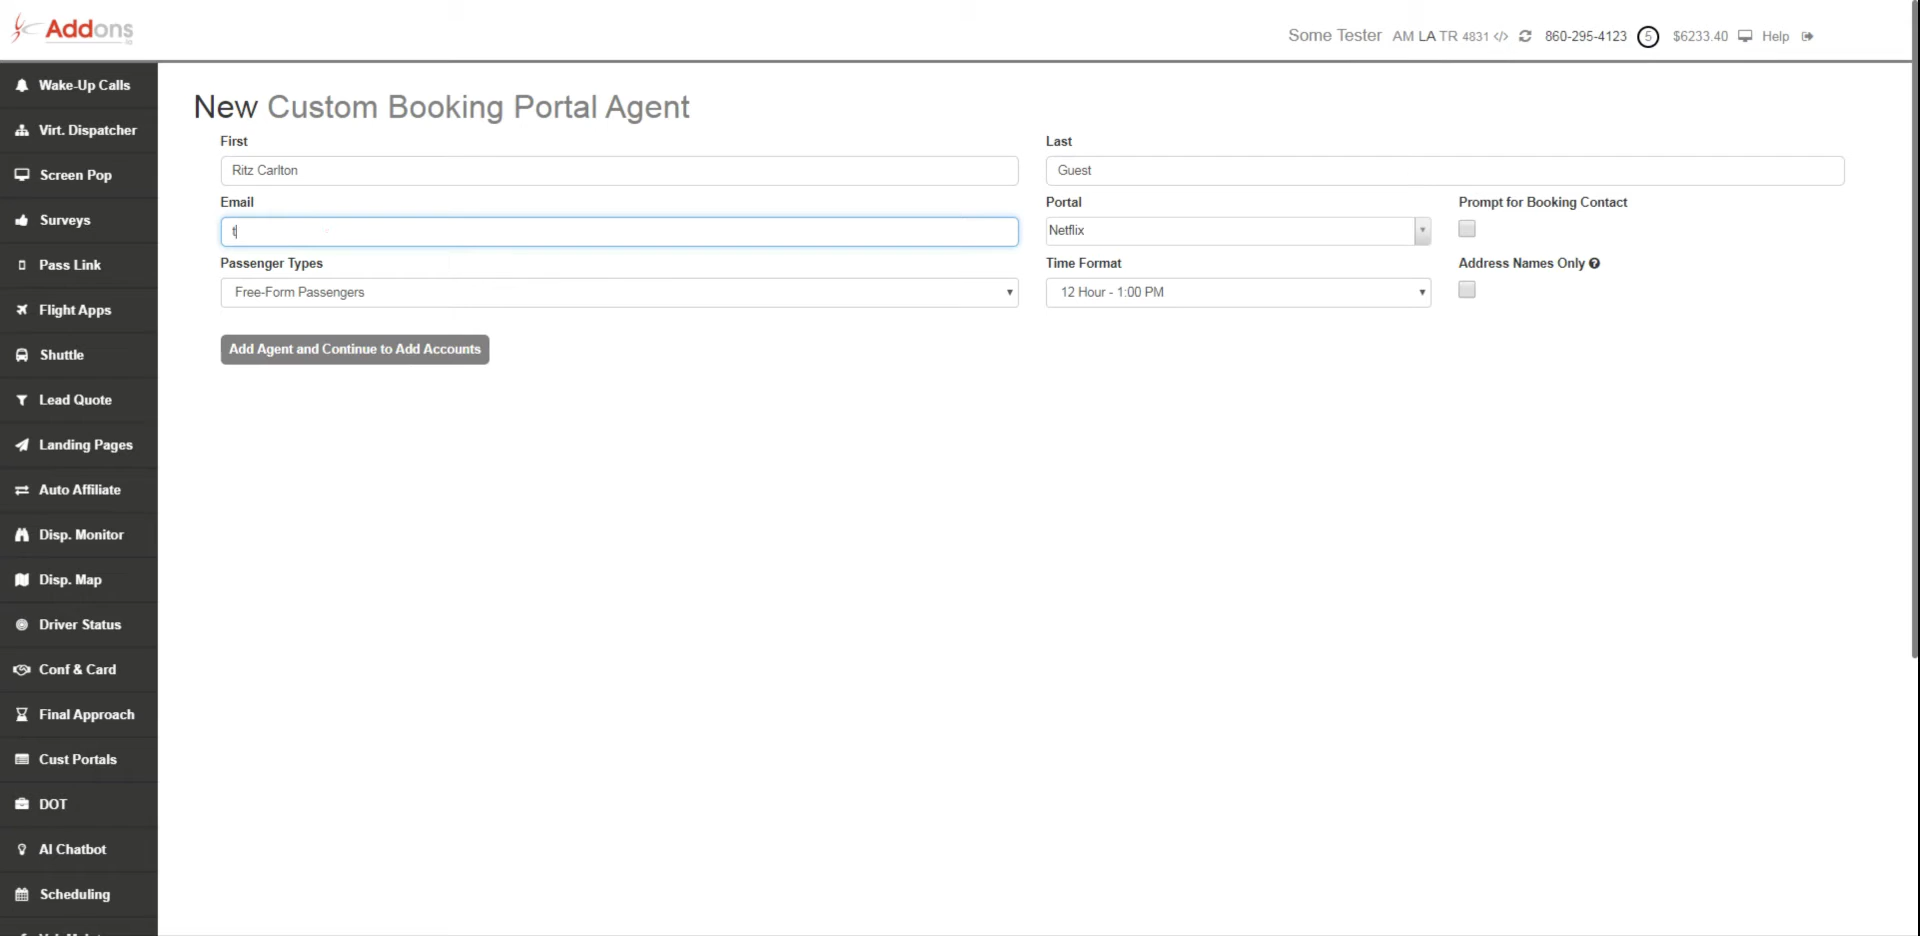 Addons
Some Tester AM LA TR 4831 </> 860-295-4123 5 $6233.40 Help
Wake-Up Calls
Virt. Dispatcher
Screen Pop
Surveys
Pass Link
Flight Apps
Shuttle
Lead Quote
Landing Pages
Auto Affiliate
Disp. Monitor
Disp. Map
Driver Status
Conf & Card
Final Approach
Cust Portals
DOT
AI Chatbot
Scheduling
New Custom Booking Portal Agent
First Last
Ritz Carlton Guest
Email Portal Prompt for Booking Contact
t Netflix
Passenger Types Time Format Address Names Only ?
Free-Form Passengers 12 Hour - 1:00 PM
Add Agent and Continue to Add Accounts